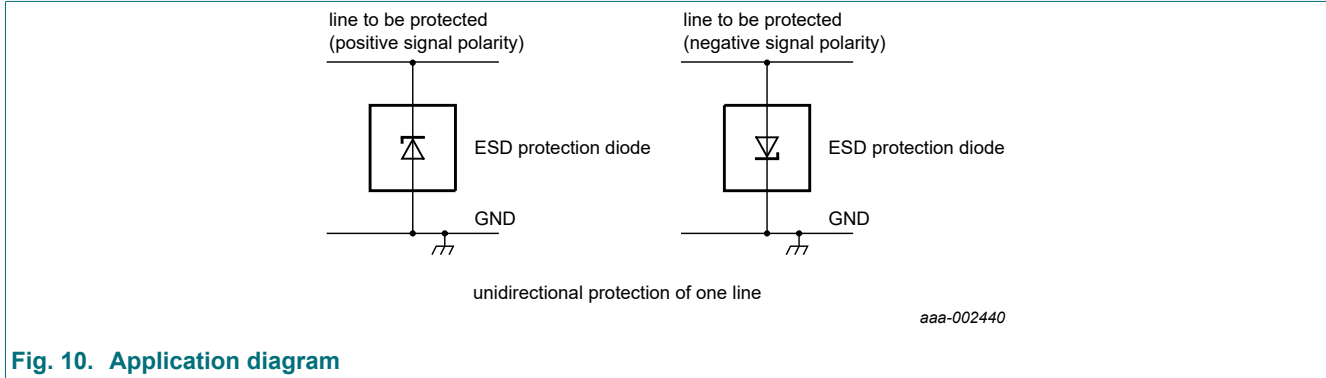 line to be protected
(positive signal polarity)
line to be protected
(negative signal polarity)
ESD protection diode
ESD protection diode
GND
GND
unidirectional protection of one line
aaa-002440
Fig. 10. Application diagram